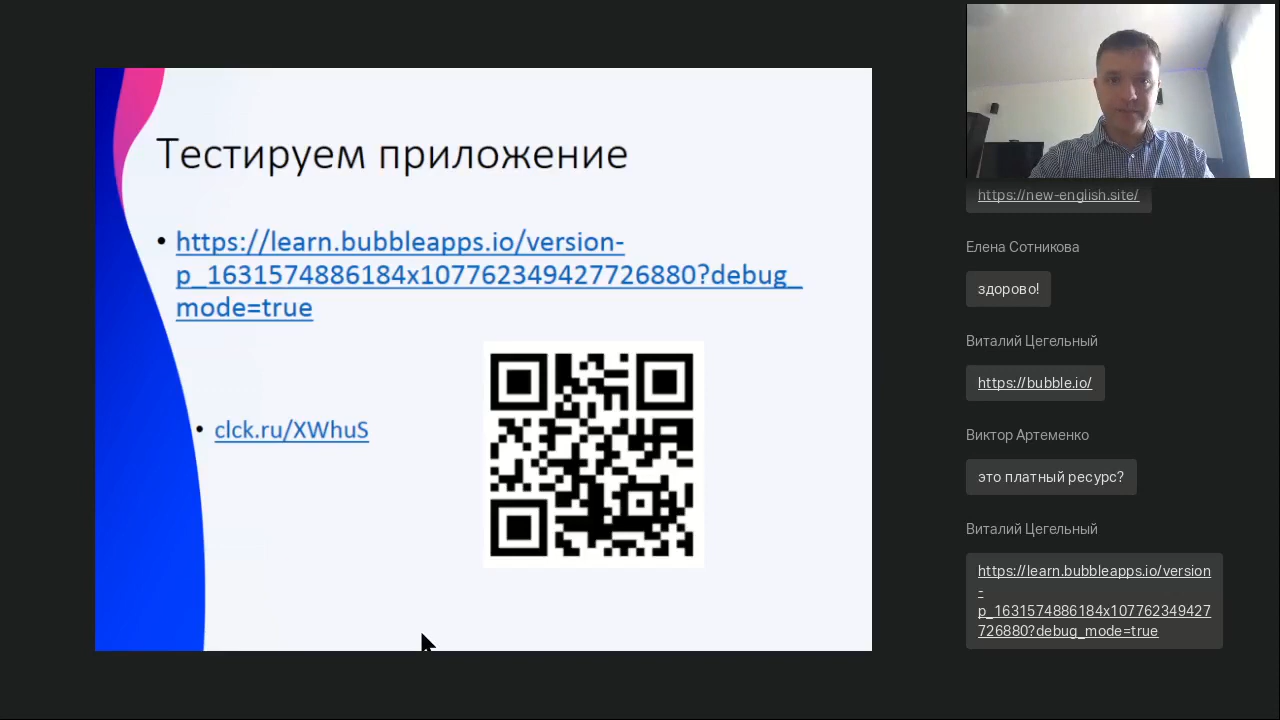 Тестируем приложение
• https://learn.bubbleapps.io/version-
p_1631574886184x107762349427726880?debug_
mode=true
• clck.ru/XWhuS
https://new-english.site/
Елена Сотникова
здорово!
Виталий Цегельный
https://bubble.io/
Виктор Артеменко
это платный ресурс?
Виталий Цегельный
https://learn.bubbleapps.io/version
-
p_1631574886184x107762349427
726880?debug_mode=true